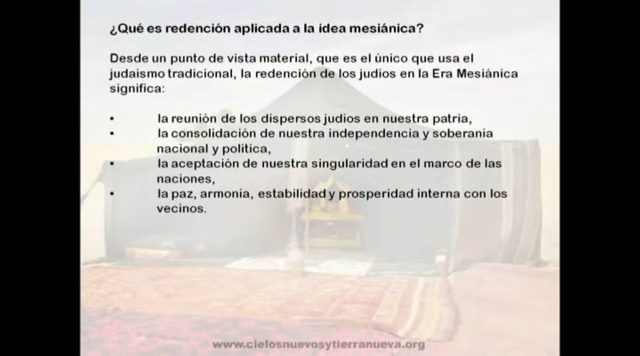 ¿Qué es redención aplicada a la idea mesiánica?
Desde un punto de vista material, que es el único que usa el
judaismo tradicional, la redención de los judios en la Era Mesiánica
significa:
• la reunión de los dispersos judios en nuestra patria,
• la consolidación de nuestra independencia y soberania
nacional y politica,
• la aceptación de nuestra singularidad en el marco de las
naciones,
• la paz, armonia, estabilidad y prosperidad interna con los
vecinos.
www.cielosnuevosytierranueva.org